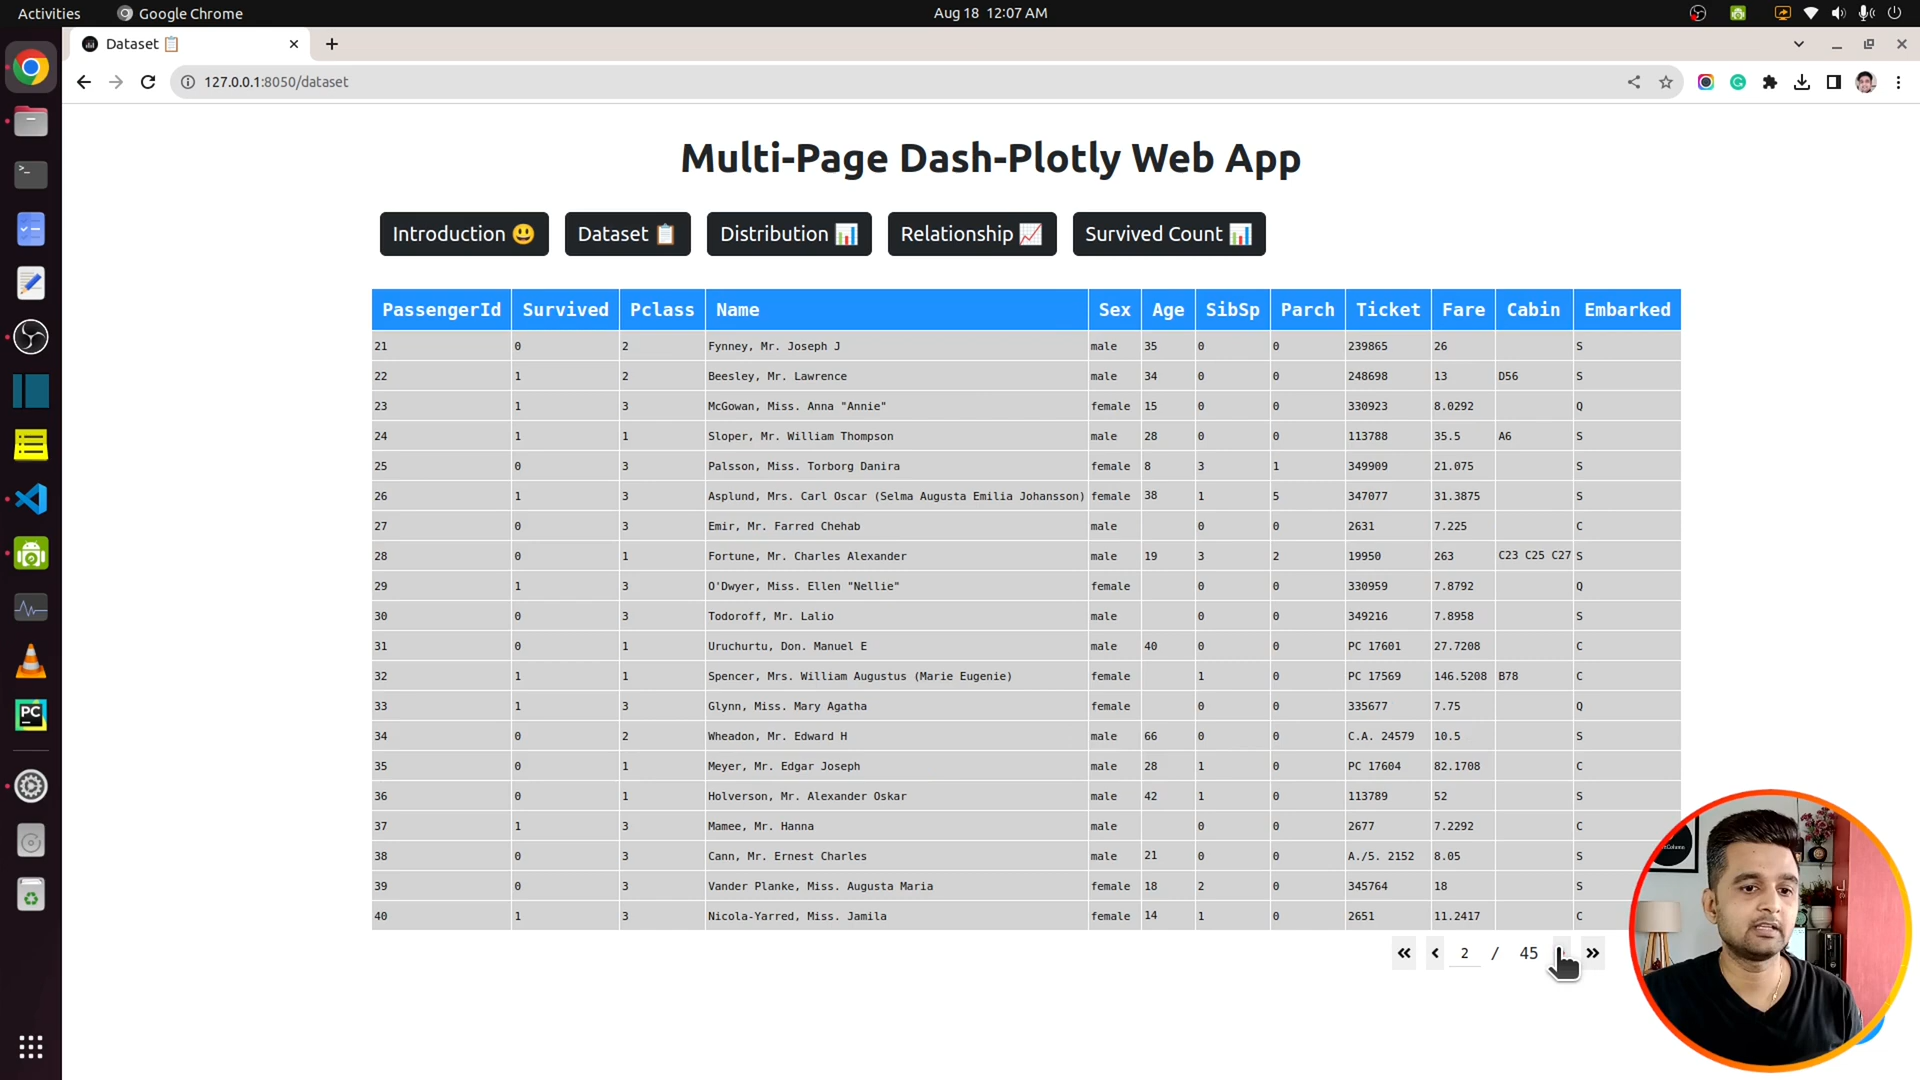 Activities Google Chrome Aug 18 12:07 AM
Dataset 📋
127.0.0.1:8050/dataset
Multi-Page Dash-Plotly Web App
Introduction 😃 Dataset 📋 Distribution 📊 Relationship 📈 Survived Count 📊
PassengerId Survived Pclass Name Sex Age SibSp Parch Ticket Fare Cabin Embarked
21 0 2 Fynney, Mr. Joseph J male 35 0 0 239865 26 S
22 1 2 Beesley, Mr. Lawrence male 34 0 0 248698 13 D56 S
23 1 3 McGowan, Miss. Anna "Annie" female 15 0 0 330923 8.0292 Q
24 1 1 Sloper, Mr. William Thompson male 28 0 0 113788 35.5 A6 S
25 0 3 Palsson, Miss. Torborg Danira female 8 3 1 349909 21.075 S
26 1 3 Asplund, Mrs. Carl Oscar (Selma Augusta Emilia Johansson) female 38 1 5 347077 31.3875 S
27 0 3 Emir, Mr. Farred Chehab male 0 0 2631 7.225 C
28 0 1 Fortune, Mr. Charles Alexander male 19 3 2 19950 263 C23 C25 C27 S
29 1 3 O'Dwyer, Miss. Ellen "Nellie" female 0 0 330959 7.8792 Q
30 0 3 Todoroff, Mr. Lalio male 0 0 349216 7.8958 S
31 0 1 Uruchurtu, Don. Manuel E male 40 0 0 PC 17601 27.7208 C
32 1 1 Spencer, Mrs. William Augustus (Marie Eugenie) female 1 0 PC 17569 146.5208 B78 C
33 1 3 Glynn, Miss. Mary Agatha female 0 0 335677 7.75 Q
34 0 2 Wheadon, Mr. Edward H male 66 0 0 C.A. 24579 10.5 S
35 0 1 Meyer, Mr. Edgar Joseph male 28 1 0 PC 17604 82.1708 C
36 0 1 Holverson, Mr. Alexander Oskar male 42 1 0 113789 52 S
37 1 3 Mamee, Mr. Hanna male 0 0 2677 7.2292 C
38 0 3 Cann, Mr. Ernest Charles male 21 0 0 A./5. 2152 8.05 S
39 0 3 Vander Planke, Miss. Augusta Maria female 18 2 0 345764 18 S
40 1 3 Nicola-Yarred, Miss. Jamila female 14 1 0 2651 11.2417 C
« ‹ 2 / 45 »
PC